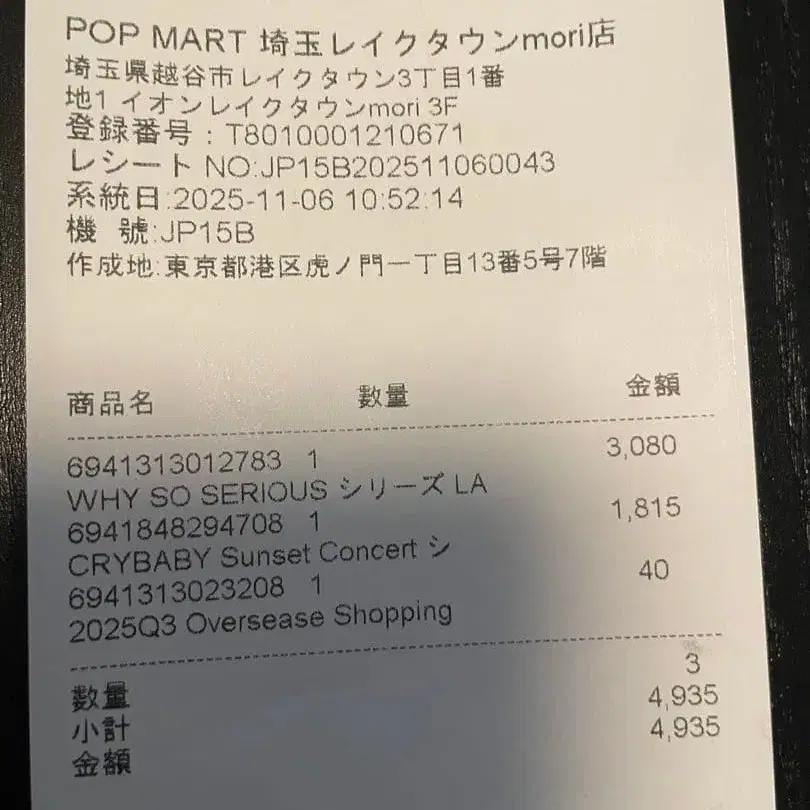 POP MART 埼玉レイクタウンmori店
埼玉県越谷市レイクタウン3丁目1番
地1 イオンレイクタウンmori 3F
登録番号：T8010001210671
レシート NO:JP15B202511060043
系統日:2025-11-06 10:52:14
機 號:JP15B
作成地:東京都港区虎ノ門一丁目13番5号7階
商品名 數量 金額
6941313012783 1 3,080
WHY SO SERIOUS シリーズ LA
6941848294708 1 1,815
CRYBABY Sunset Concert シ
6941313023208 1 40
2025Q3 Oversease Shopping
數量 3
小計 4,935
金額 4,935